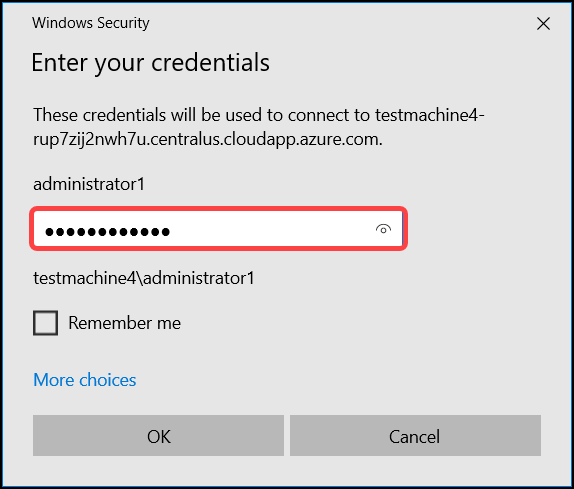 Windows Security
Enter your credentials
These credentials will be used to connect to testmachine4-
rup7zij2nwh7u.centralus.cloudapp.azure.com.
administrator1
●●●●●●●●●●●●
testmachine4\administrator1
Remember me
More choices
OK
Cancel